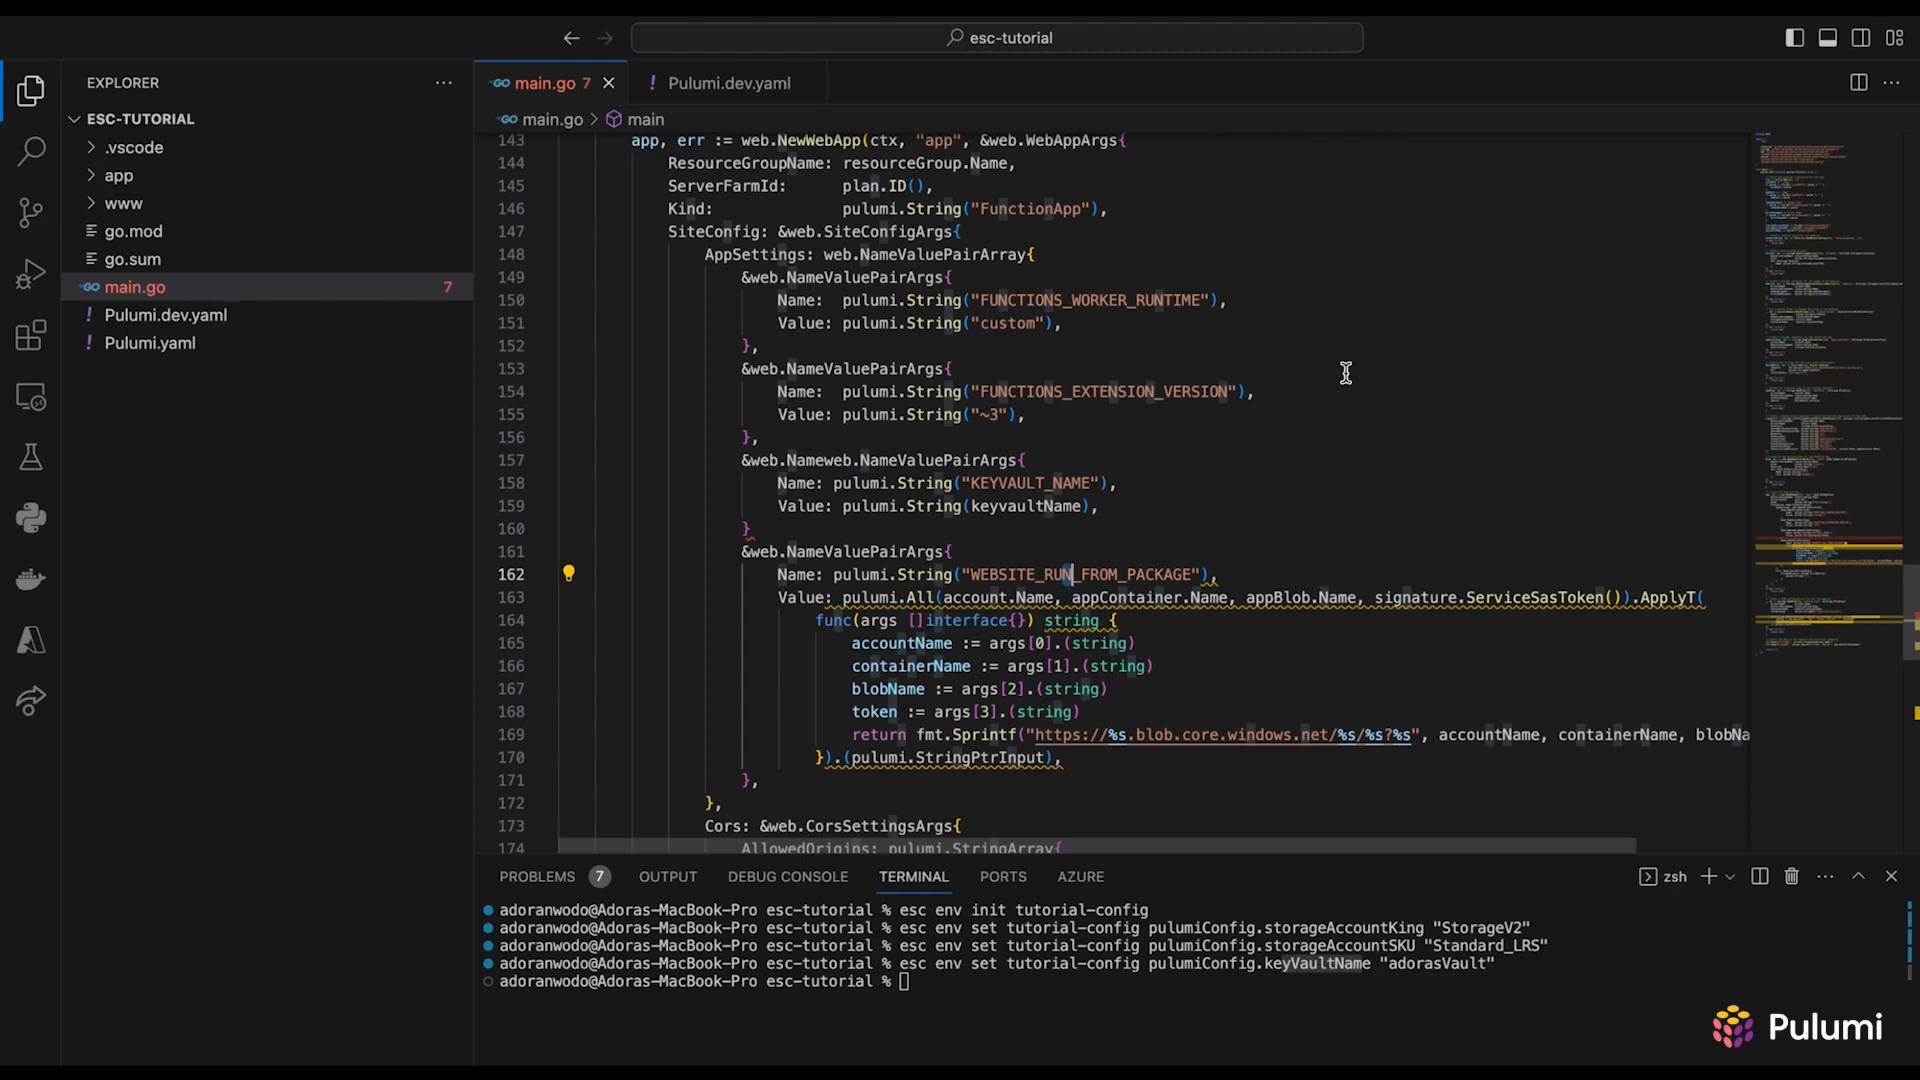 esc-tutorial
EXPLORER
main.go 7
! Pulumi.dev.yaml
ESC-TUTORIAL
main.go > main
.vscode
app
www
go.mod
go.sum
main.go 7
! Pulumi.dev.yaml
! Pulumi.yaml
143 app, err := web.NewWebApp(ctx, "app", &web.WebAppArgs{
144 ResourceGroupName: resourceGroup.Name,
145 ServerFarmId: plan.ID(),
146 Kind: pulumi.String("FunctionApp"),
147 SiteConfig: &web.SiteConfigArgs{
148 AppSettings: web.NameValuePairArray{
149 &web.NameValuePairArgs{
150 Name: pulumi.String("FUNCTIONS_WORKER_RUNTIME"),
151 Value: pulumi.String("custom"),
152 },
153 &web.NameValuePairArgs{
154 Name: pulumi.String("FUNCTIONS_EXTENSION_VERSION"),
155 Value: pulumi.String("~3"),
156 },
157 &web.Nameweb.NameValuePairArgs{
158 Name: pulumi.String("KEYVAULT_NAME"),
159 Value: pulumi.String(keyvaultName),
160 }
161 &web.NameValuePairArgs{
162 Name: pulumi.String("WEBSITE_RUN_FROM_PACKAGE"),
163 Value: pulumi.All(account.Name, appContainer.Name, appBlob.Name, signature.ServiceSasToken()).ApplyT(
164 func(args []interface{}) string {
165 accountName := args[0].(string)
166 containerName := args[1].(string)
167 blobName := args[2].(string)
168 token := args[3].(string)
169 return fmt.Sprintf("https://%s.blob.core.windows.net/%s/%s?%s", accountName, containerName, blobNa
170 }).(pulumi.StringPtrInput),
171 },
172 },
173 Cors: &web.CorsSettingsArgs{
174 AllowedOrigins: pulumi.StringArray{
PROBLEMS 7 OUTPUT DEBUG CONSOLE TERMINAL PORTS AZURE zsh
adoranwodo@Adoras-MacBook-Pro esc-tutorial % esc env init tutorial-config
adoranwodo@Adoras-MacBook-Pro esc-tutorial % esc env set tutorial-config pulumiConfig.storageAccountKing "StorageV2"
adoranwodo@Adoras-MacBook-Pro esc-tutorial % esc env set tutorial-config pulumiConfig.storageAccountSKU "Standard_LRS"
adoranwodo@Adoras-MacBook-Pro esc-tutorial % esc env set tutorial-config pulumiConfig.keyVaultName "adorasVault"
adoranwodo@Adoras-MacBook-Pro esc-tutorial %
Pulumi